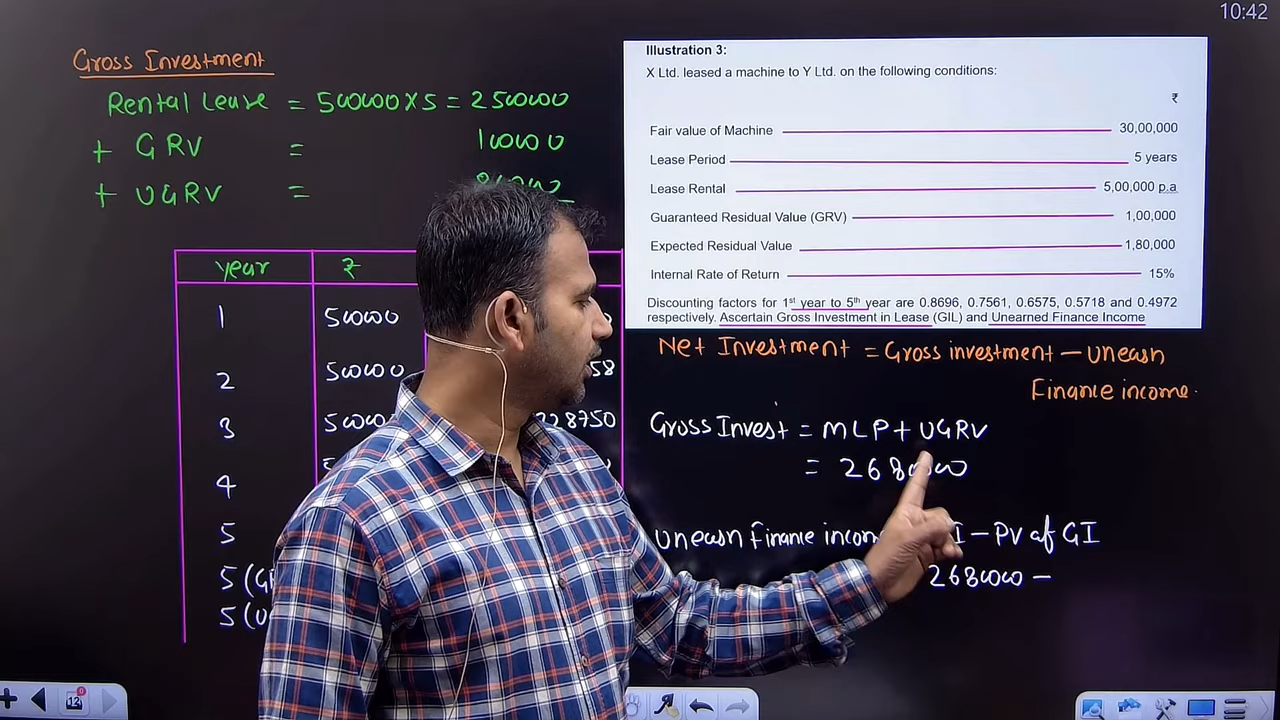 10:42
Gross Investment
Rental Lease = 500000 x 5 = 2500000
+ GRV = 100000
+ UGRV = 80000
year ₹
1 500000
2 500000 58
3 50000 328750
4
5
5 (G
5 (U
Illustration 3:
X Ltd. leased a machine to Y Ltd. on the following conditions:
₹
Fair value of Machine 30,00,000
Lease Period 5 years
Lease Rental 5,00,000 p.a
Guaranteed Residual Value (GRV) 1,00,000
Expected Residual Value 1,80,000
Internal Rate of Return 15%
Discounting factors for 1st year to 5th year are 0.8696, 0.7561, 0.6575, 0.5718 and 0.4972
respectively. Ascertain Gross Investment in Lease (GIL) and Unearned Finance Income
Net Investment = Gross investment - unearn
Finance income.
Gross Invest = MLP + UGRV
= 2680000
unearn finance incom I - PV of GI
2680000 -
12